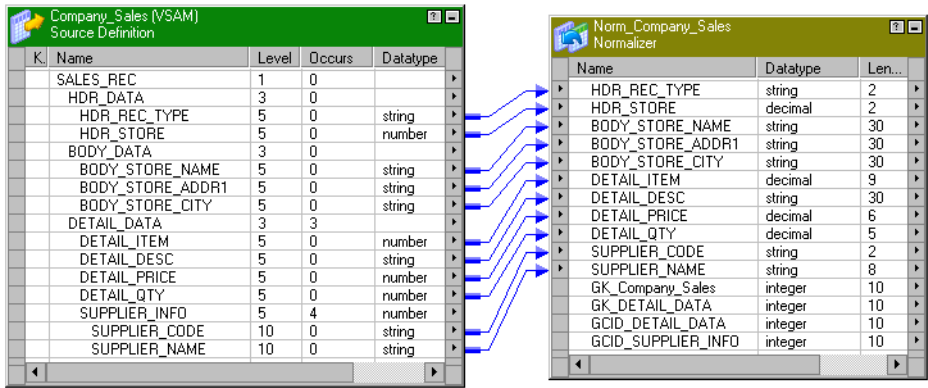 Company_Sales (VSAM)
Source Definition
K. Name Level Occurs Datatype
SALES_REC 1 0
HDR_DATA 3 0
HDR_REC_TYPE 5 0 string
HDR_STORE 5 0 number
BODY_DATA 3 0
BODY_STORE_NAME 5 0 string
BODY_STORE_ADDR1 5 0 string
BODY_STORE_CITY 5 0 string
DETAIL_DATA 3 3
DETAIL_ITEM 5 0 number
DETAIL_DESC 5 0 string
DETAIL_PRICE 5 0 number
DETAIL_QTY 5 0 number
SUPPLIER_INFO 5 4 number
SUPPLIER_CODE 10 0 string
SUPPLIER_NAME 10 0 string
Norm_Company_Sales
Normalizer
Name Datatype Len...
HDR_REC_TYPE string 2
HDR_STORE decimal 2
BODY_STORE_NAME string 30
BODY_STORE_ADDR1 string 30
BODY_STORE_CITY string 30
DETAIL_ITEM decimal 9
DETAIL_DESC string 30
DETAIL_PRICE decimal 6
DETAIL_QTY decimal 5
SUPPLIER_CODE string 2
SUPPLIER_NAME string 8
GK_Company_Sales integer 10
GK_DETAIL_DATA integer 10
GCID_DETAIL_DATA integer 10
GCID_SUPPLIER_INFO integer 10